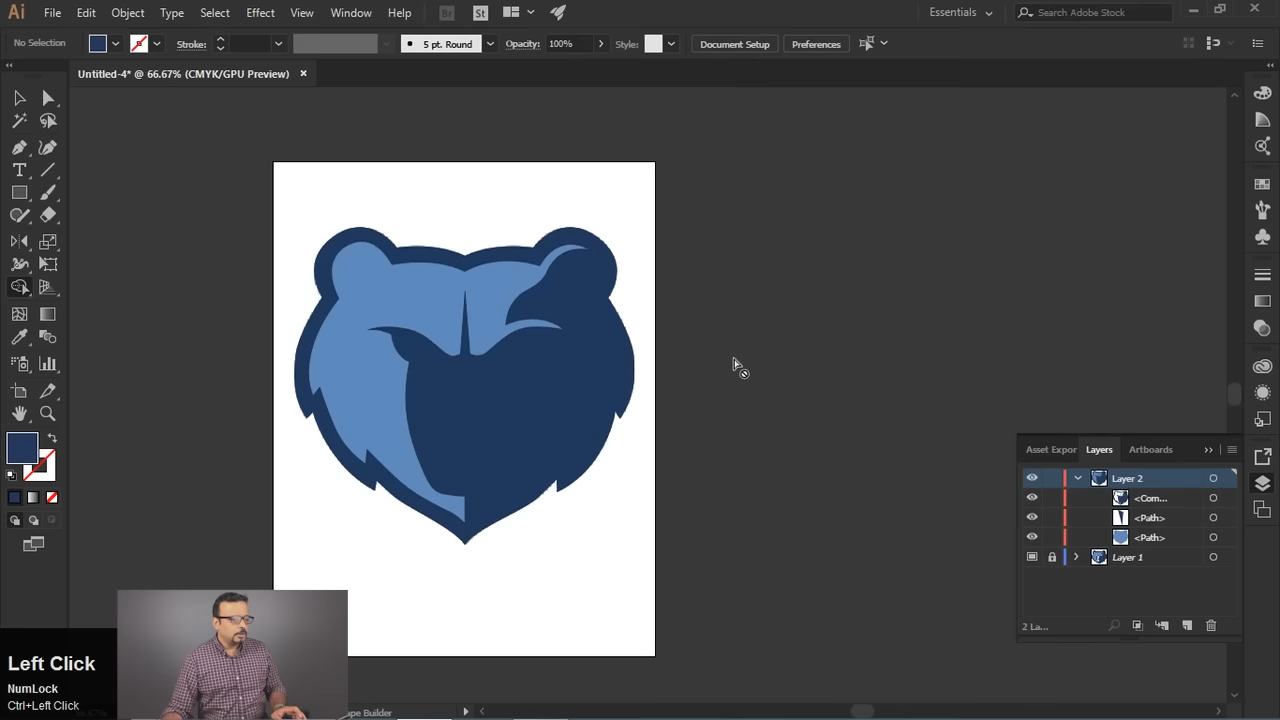 Ai File Edit Object Type Select Effect View Window Help Br St Essentials Search Adobe Stock
No Selection Stroke: 5 pt. Round Opacity: 100% Style: Document Setup Preferences
Untitled-4* @ 66.67% (CMYK/GPU Preview)
Asset Expor Layers Artboards
Layer 2
<Com...
<Path>
<Path>
Layer 1
2 La...
Left Click
NumLock
Ctrl+Left Click
ape Builder